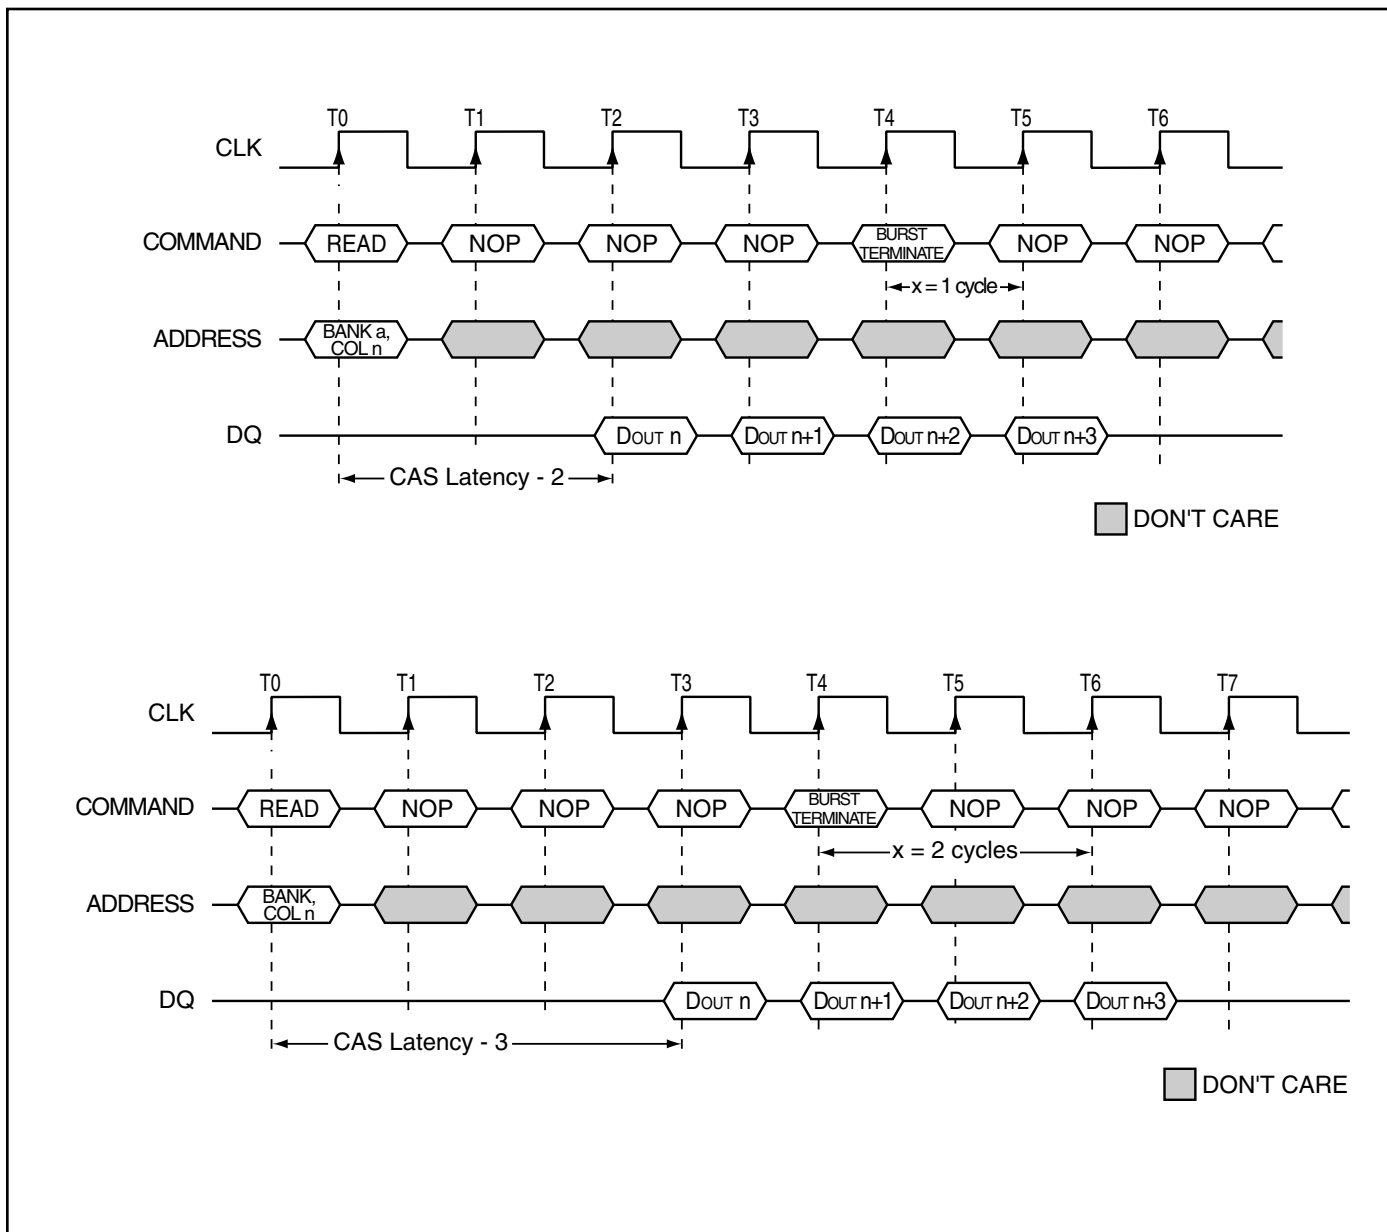 T0 T1 T2 T3 T4 T5 T6
CLK
COMMAND READ NOP NOP NOP BURST TERMINATE NOP NOP
x = 1 cycle
ADDRESS BANK a, COL n
DQ DOUT n DOUT n+1 DOUT n+2 DOUT n+3
CAS Latency - 2
DON'T CARE
T0 T1 T2 T3 T4 T5 T6 T7
CLK
COMMAND READ NOP NOP NOP BURST TERMINATE NOP NOP NOP
x = 2 cycles
ADDRESS BANK, COL n
DQ DOUT n DOUT n+1 DOUT n+2 DOUT n+3
CAS Latency - 3
DON'T CARE